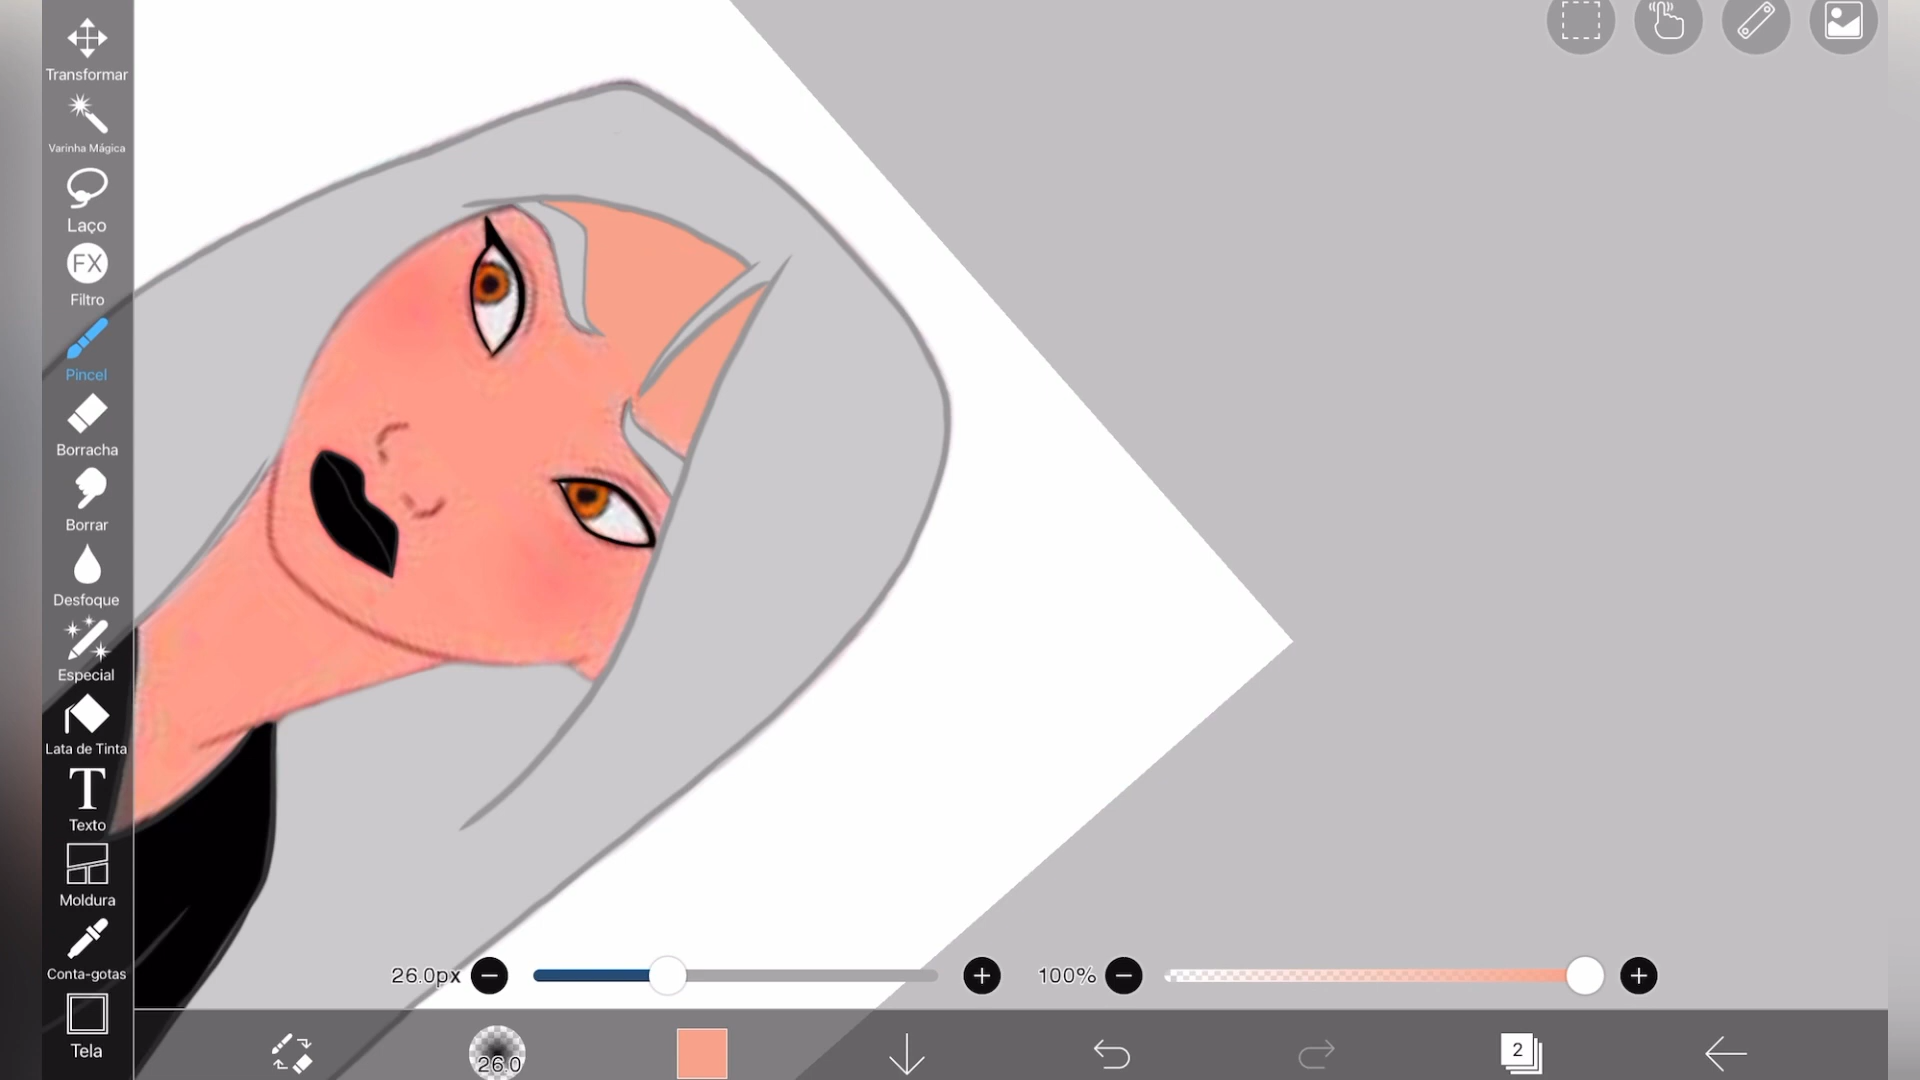 Transformar
Varinha Mágica
Laço
FX
Filtro
Pincel
Borracha
Borrar
Desfoque
Especial
Lata de Tinta
T
Texto
Moldura
Conta-gotas
Tela
26.0px
100%
26.0
2